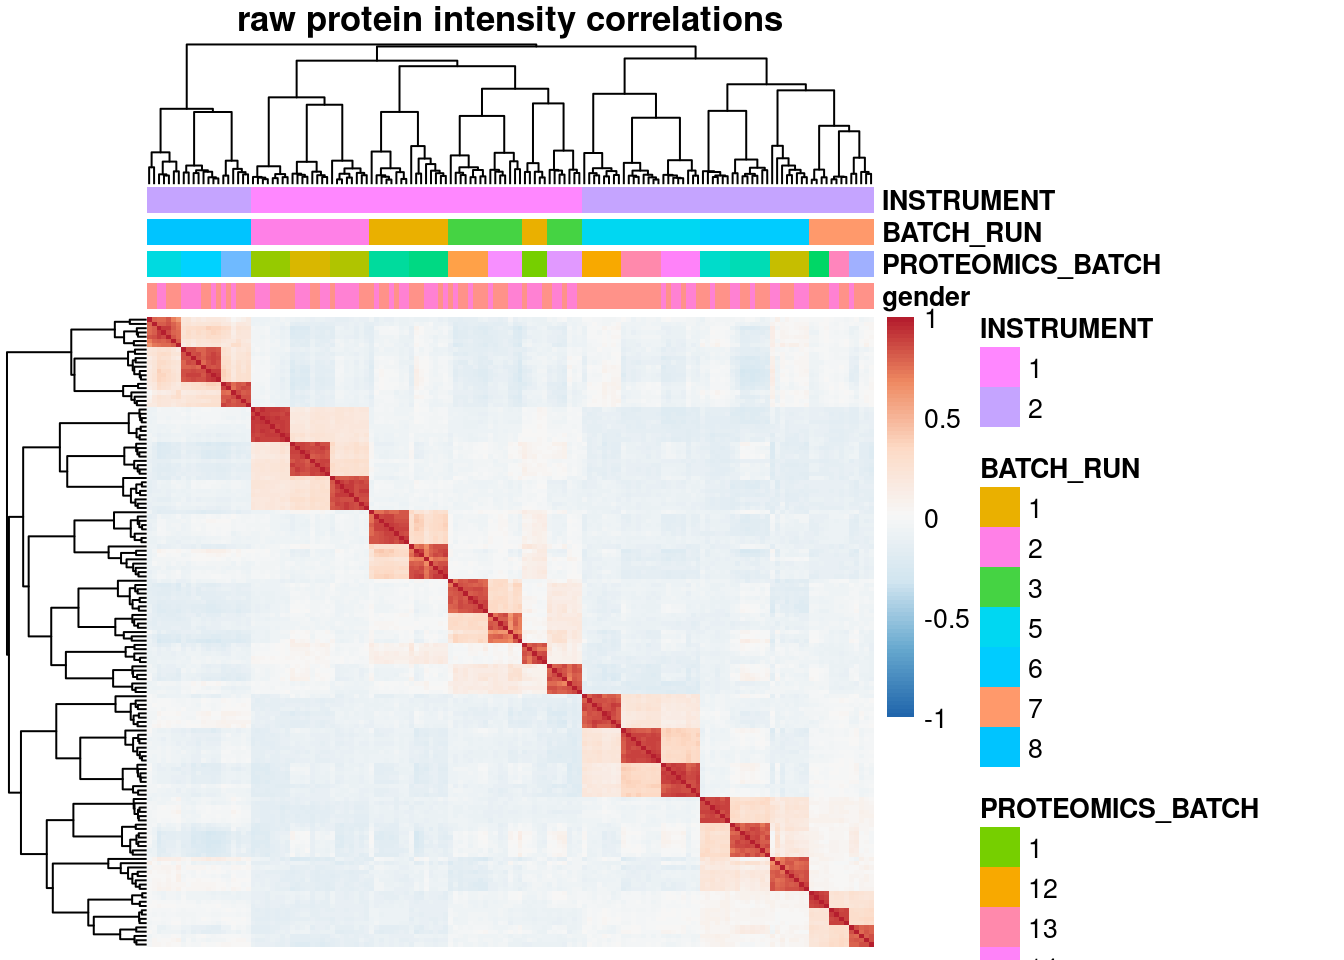 raw protein intensity correlations
INSTRUMENT
BATCH_RUN
PROTEOMICS_BATCH
gender
1
0.5
0
-0.5
-1
INSTRUMENT
1
2
BATCH_RUN
1
2
3
5
6
7
8
PROTEOMICS_BATCH
1
12
13